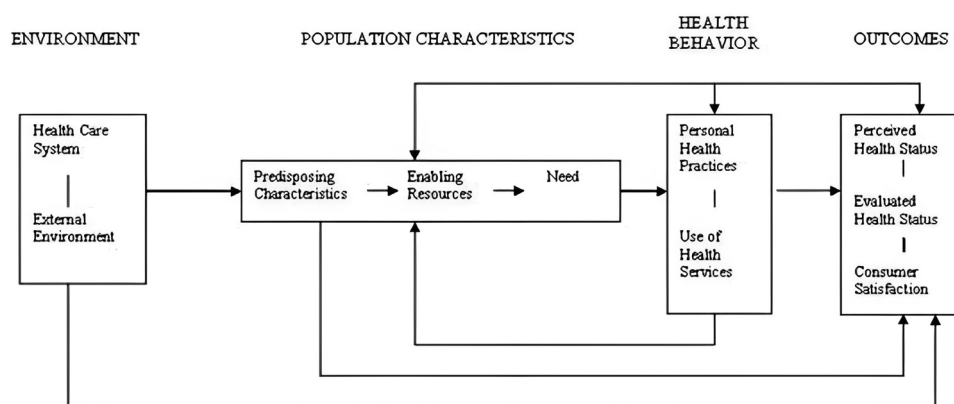 ENVIRONMENT
POPULATION CHARACTERISTICS
HEALTH
BEHAVIOR
OUTCOMES
Health Care
System
External
Environment
Predisposing
Characteristics
Enabling
Resources
Need
Personal
Health
Practices
Use of
Health
Services
Perceived
Health Status
Evaluated
Health Status
Consumer
Satisfaction